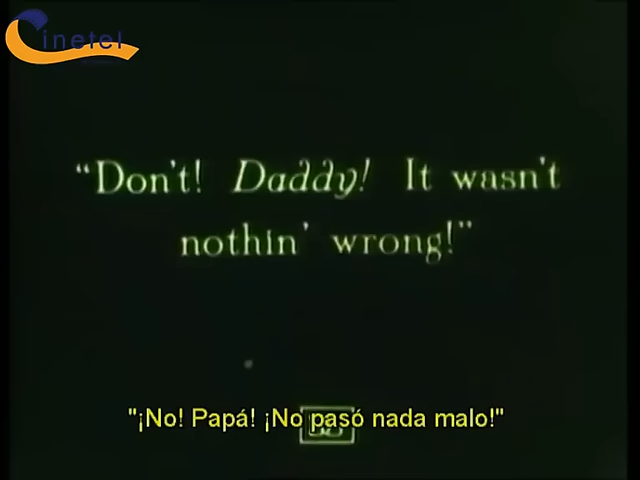 Cinetel
"Don't! Daddy! It wasn't
nothin' wrong!"
"¡No! Papá! ¡No pasó nada malo!"